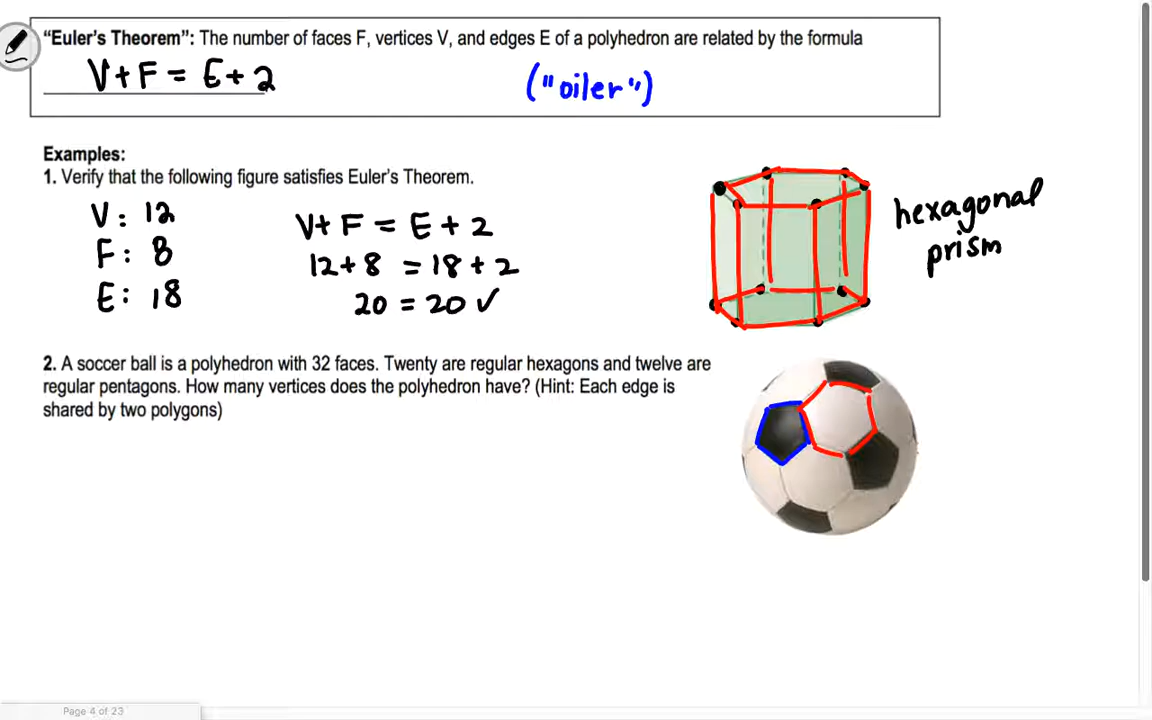 “Euler’s Theorem”: The number of faces F, vertices V, and edges E of a polyhedron are related by the formula
V+F = E+2
("oiler")
Examples:
1. Verify that the following figure satisfies Euler’s Theorem.
V: 12
F: 8
E: 18
V+ F = E + 2
12+8 = 18+2
20 = 20 ✓
hexagonal
prism
2. A soccer ball is a polyhedron with 32 faces. Twenty are regular hexagons and twelve are
regular pentagons. How many vertices does the polyhedron have? (Hint: Each edge is
shared by two polygons)
Page 4 of 23